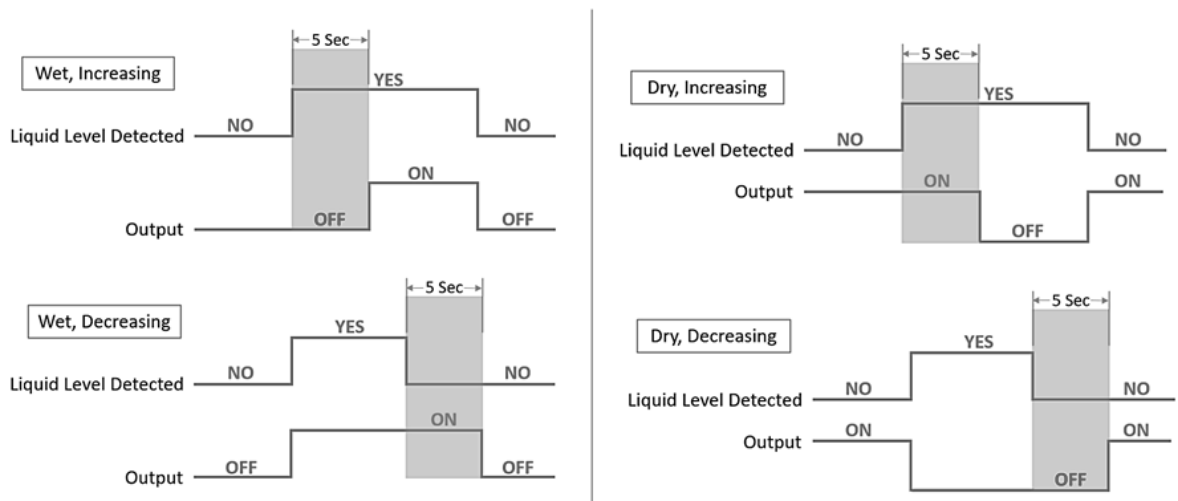 5 Sec
Wet, Increasing
YES
NO
NO
Liquid Level Detected
ON
OFF
OFF
Output
5 Sec
Wet, Decreasing
YES
NO
NO
Liquid Level Detected
ON
OFF
OFF
Output
5 Sec
Dry, Increasing
YES
NO
NO
Liquid Level Detected
ON
ON
Output
OFF
5 Sec
Dry, Decreasing
YES
NO
NO
Liquid Level Detected
ON
ON
Output
OFF